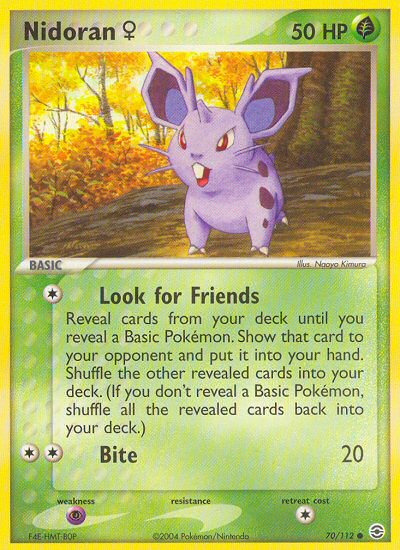 Nidoran♀ 50 HP
Illus. Naoyo Kimura
BASIC
Look for Friends
Reveal cards from your deck until you
reveal a Basic Pokémon. Show that card to
your opponent and put it into your hand.
Shuffle the other revealed cards into your
deck. (If you don't reveal a Basic Pokémon,
shuffle all the revealed cards back into
your deck.)
Bite 20
weakness resistance retreat cost
F4E-HMT-B0P ©2004 Pokémon/Nintendo 70/112 ●